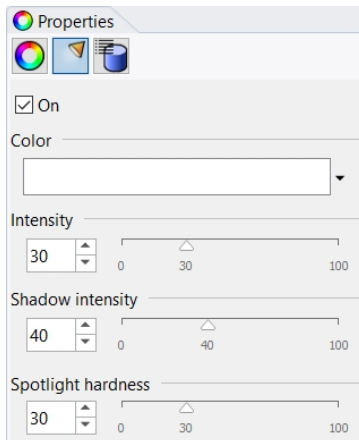 Properties
On
Color
Intensity
30
0 30 100
Shadow intensity
40
0 40 100
Spotlight hardness
30
0 30 100